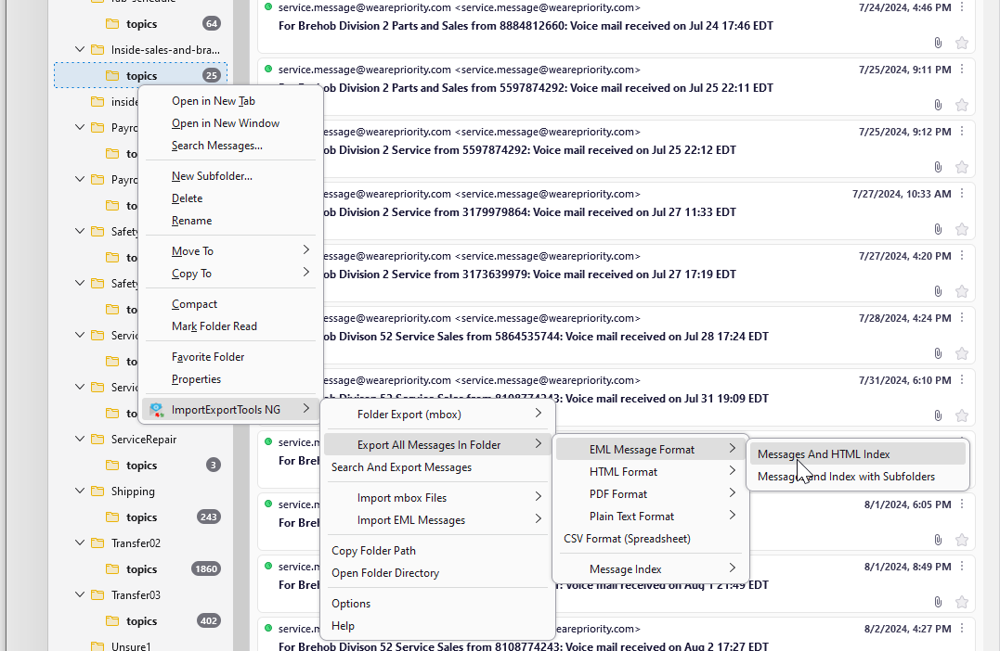 topics 64
Inside-sales-and-bra...
topics 25
inside
Payro
to
Payro
to
Safety
to
Safety
to
Servic
to
Servic
to
ServiceRepair
topics 3
Shipping
topics 243
Transfer02
topics 1860
Transfer03
topics 402
Unsure1
Open in New Tab
Open in New Window
Search Messages...
New Subfolder...
Delete
Rename
Move To
Copy To
Compact
Mark Folder Read
Favorite Folder
Properties
ImportExportTools NG
Folder Export (mbox)
Export All Messages In Folder
Search And Export Messages
Import mbox Files
Import EML Messages
Copy Folder Path
Open Folder Directory
Options
Help
EML Message Format
HTML Format
PDF Format
Plain Text Format
CSV Format (Spreadsheet)
Message Index
Messages And HTML Index
Messages and Index with Subfolders
service.message@wearepriority.com <service.message@wearepriority.com> 7/24/2024, 4:46 PM
For Brehob Division 2 Parts and Sales from 8884812660: Voice mail received on Jul 24 17:46 EDT
service.message@wearepriority.com <service.message@wearepriority.com> 7/25/2024, 9:11 PM
For Brehob Division 2 Parts and Sales from 5597874292: Voice mail received on Jul 25 22:11 EDT
essage@wearepriority.com <service.message@wearepriority.com> 7/25/2024, 9:12 PM
ob Division 2 Service from 5597874292: Voice mail received on Jul 25 22:12 EDT
essage@wearepriority.com <service.message@wearepriority.com> 7/27/2024, 10:33 AM
ob Division 2 Service from 3179979864: Voice mail received on Jul 27 11:33 EDT
essage@wearepriority.com <service.message@wearepriority.com> 7/27/2024, 4:20 PM
ob Division 2 Service from 3173639979: Voice mail received on Jul 27 17:19 EDT
essage@wearepriority.com <service.message@wearepriority.com> 7/28/2024, 4:24 PM
ob Divison 52 Service Sales from 5864535744: Voice mail received on Jul 28 17:24 EDT
essage@wearepriority.com <service.message@wearepriority.com> 7/31/2024, 6:10 PM
ob Divison 52 Service Sales from 8108774243: Voice mail received on Jul 31 19:09 EDT
service.m
For Breh
service.m 8/1/2024, 6:05 PM
For Breh
service.m 8/1/2024, 8:49 PM
For Breh : Voice mail received on Aug 1 21:49 EDT
service.m essage@wearepriority.com> 8/2/2024, 4:27 PM
For Brehob Divison 52 Service Sales from 8108774243: Voice mail received on Aug 2 17:27 EDT